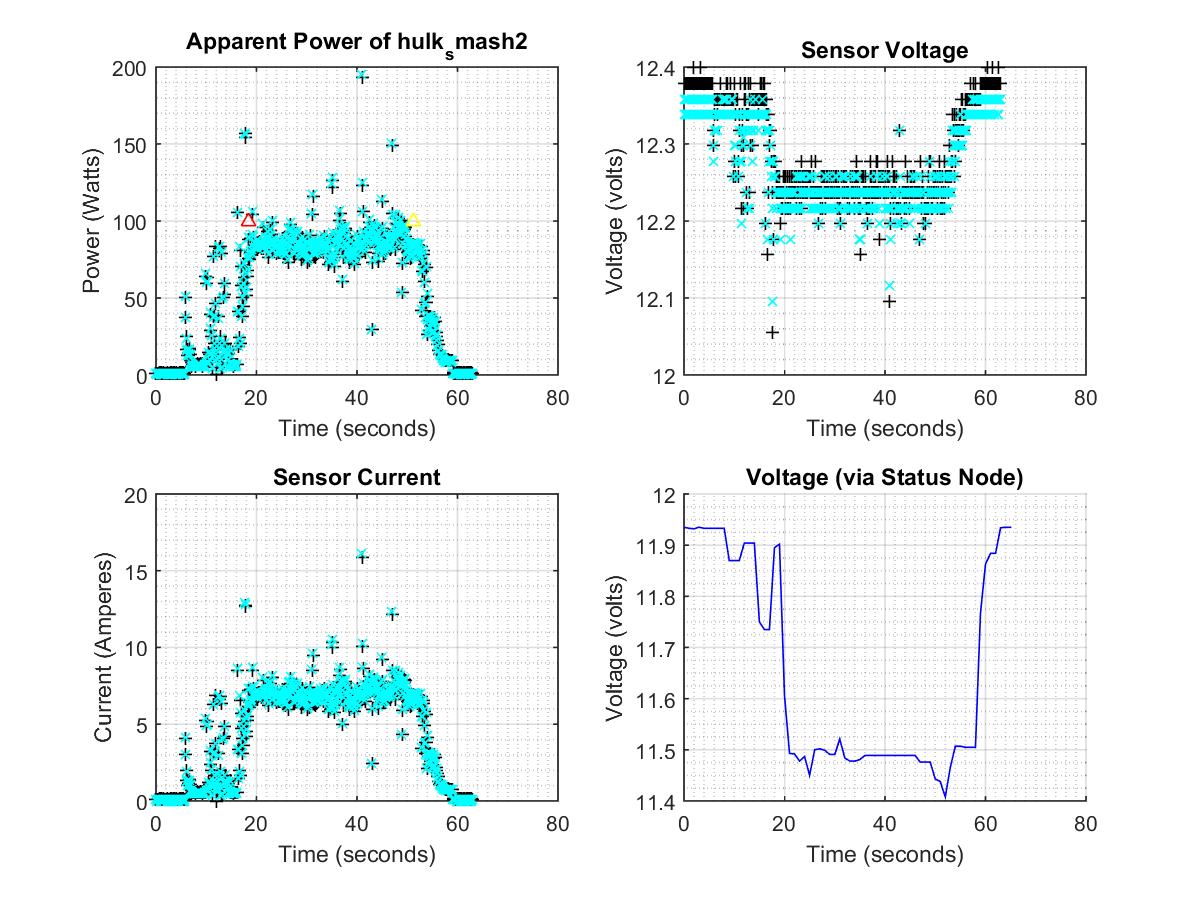 Apparent Power of hulksmash2
200
150
100
50
0
Power (Watts)
0 20 40 60 80
Time (seconds)
Sensor Voltage
12.4
12.3
12.2
12.1
12
Voltage (volts)
0 20 40 60 80
Time (seconds)
Sensor Current
20
15
10
5
0
Current (Amperes)
0 20 40 60 80
Time (seconds)
Voltage (via Status Node)
12
11.9
11.8
11.7
11.6
11.5
11.4
Voltage (volts)
0 20 40 60 80
Time (seconds)